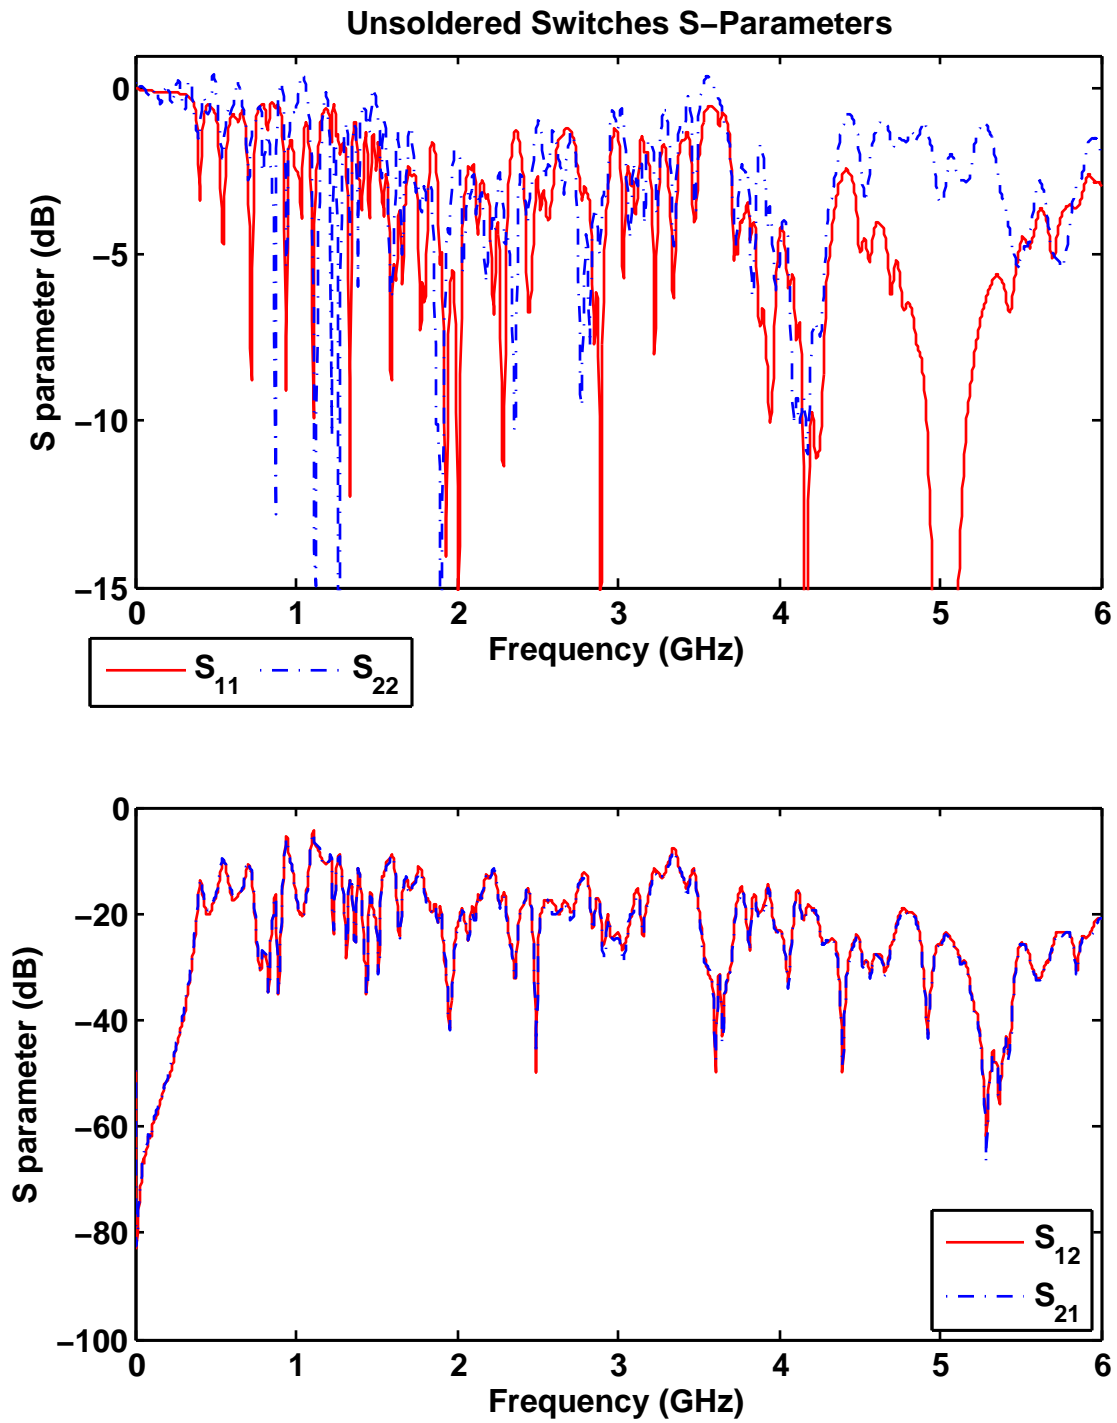 Unsoldered Switches S–Parameters
0
−5
−10
−15
S parameter (dB)
0 1 2 3 4 5 6
Frequency (GHz)
S11 S22
0
−20
−40
−60
−80
−100
S parameter (dB)
S12
S21
0 1 2 3 4 5 6
Frequency (GHz)